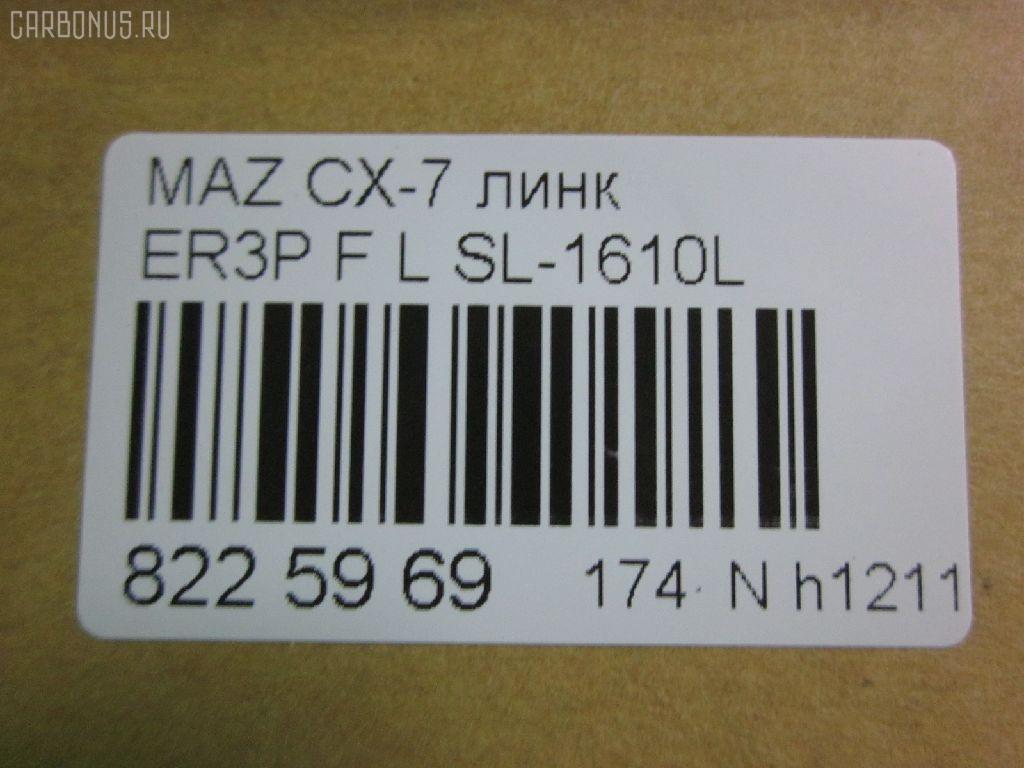 CARBONUS.RU
MAZ CX-7 линк
ER3P F L SL-1610L
822 59 69 174 N h1211